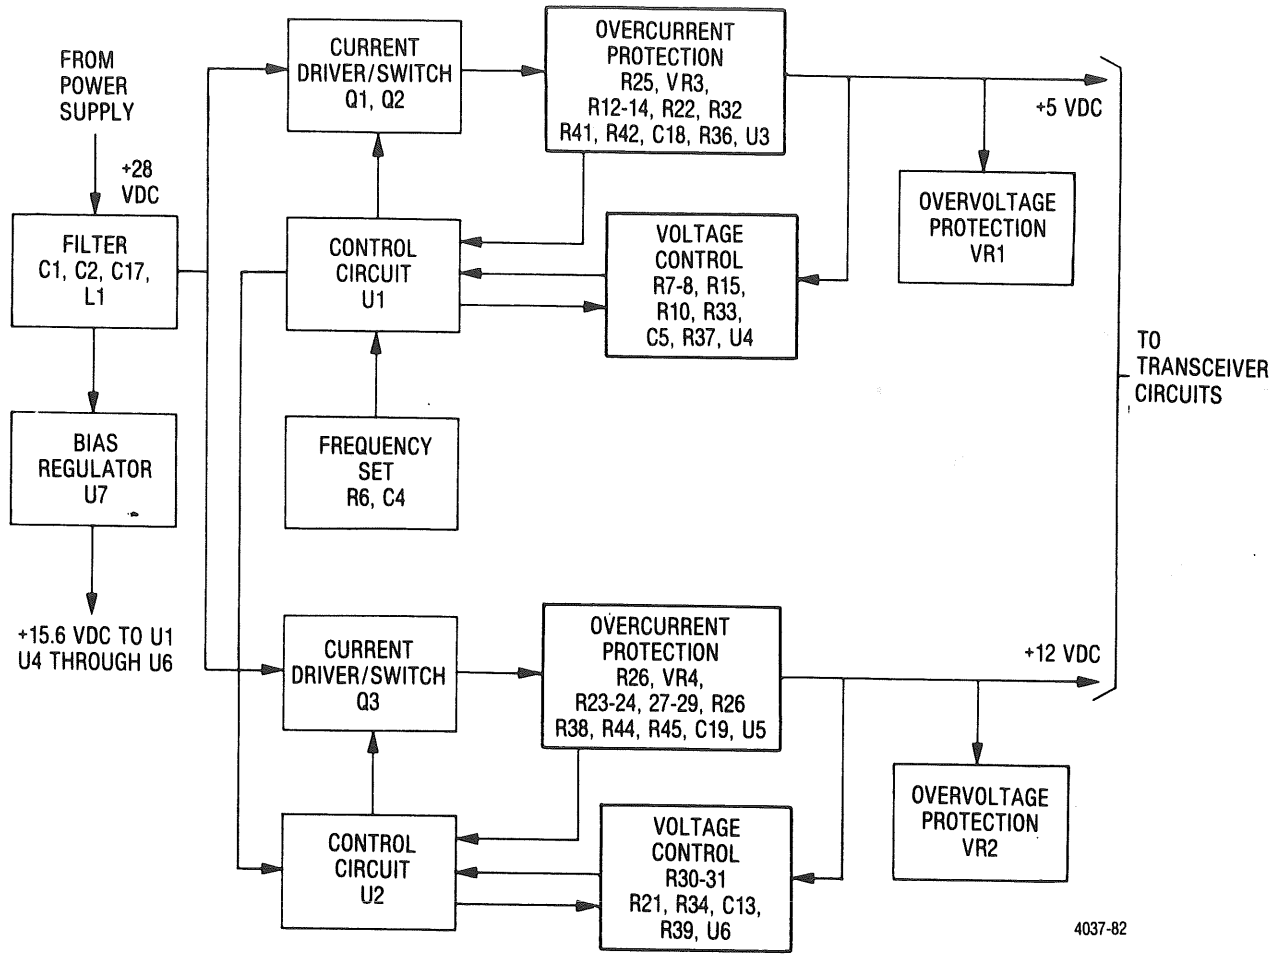 FROM
POWER
SUPPLY
+28
VDC
FILTER
C1, C2, C17,
L1
BIAS
REGULATOR
U7
+15.6 VDC TO U1
U4 THROUGH U6
CURRENT
DRIVER/SWITCH
Q1, Q2
OVERCURRENT
PROTECTION
R25, VR3,
R12-14, R22, R32
R41, R42, C18, R36, U3
+5 VDC
OVERVOLTAGE
PROTECTION
VR1
CONTROL
CIRCUIT
U1
VOLTAGE
CONTROL
R7-8, R15,
R10, R33,
C5, R37, U4
FREQUENCY
SET
R6, C4
TO
TRANSCEIVER
CIRCUITS
CURRENT
DRIVER/SWITCH
Q3
OVERCURRENT
PROTECTION
R26, VR4,
R23-24, 27-29, R26
R38, R44, R45, C19, U5
+12 VDC
OVERVOLTAGE
PROTECTION
VR2
CONTROL
CIRCUIT
U2
VOLTAGE
CONTROL
R30-31
R21, R34, C13,
R39, U6
4037-82